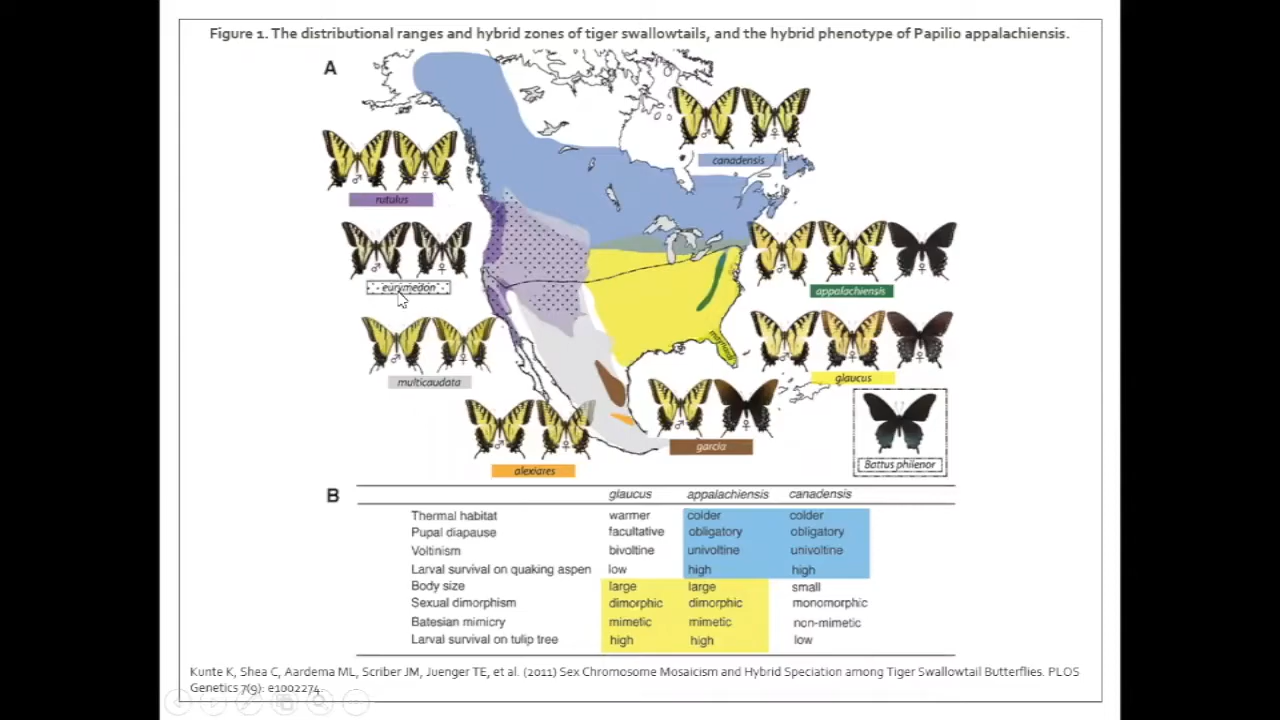 Figure 1. The distributional ranges and hybrid zones of tiger swallowtails, and the hybrid phenotype of Papilio appalachiensis.
A
canadensis
rutulus
eurymedon
appalachiensis
maynardi
multicaudata
glaucus
garcia
Battus philenor
alexiares
B
glaucus appalachiensis canadensis
Thermal habitat warmer colder colder
Pupal diapause facultative obligatory obligatory
Voltinism bivoltine univoltine univoltine
Larval survival on quaking aspen low high high
Body size large large small
Sexual dimorphism dimorphic dimorphic monomorphic
Batesian mimicry mimetic mimetic non-mimetic
Larval survival on tulip tree high high low
Kunte K, Shea C, Aardema ML, Scriber JM, Juenger TE, et al. (2011) Sex Chromosome Mosaicism and Hybrid Speciation among Tiger Swallowtail Butterflies. PLOS
Genetics 7(9): e1002274.